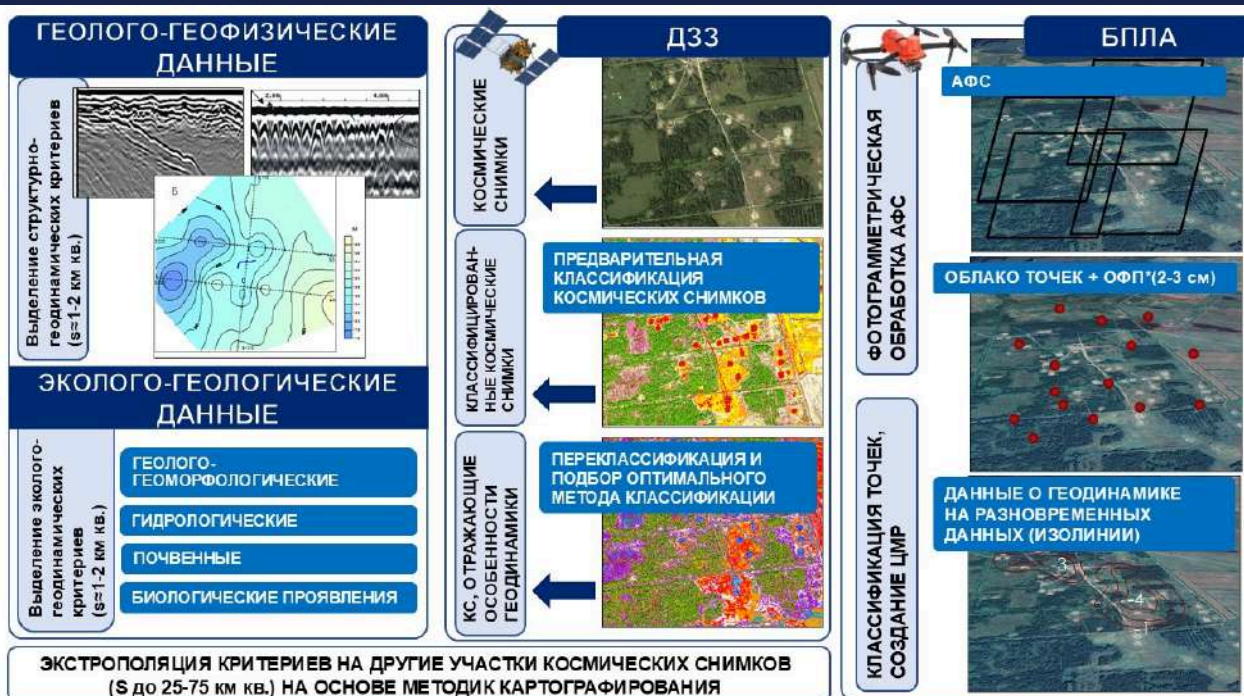 ГЕОЛОГО-ГЕОФИЗИЧЕСКИЕ
ДАННЫЕ
Выделение структурно-
геодинамических критериев
(s≈1-2 км кв.)
Б
ЭКОЛОГО-ГЕОЛОГИЧЕСКИЕ
ДАННЫЕ
Выделение эколого-
геодинамических
критериев
(s≈1-2 км кв.)
ГЕОЛОГО-
ГЕОМОРФОЛОГИЧЕСКИЕ
ГИДРОЛОГИЧЕСКИЕ
ПОЧВЕННЫЕ
БИОЛОГИЧЕСКИЕ ПРОЯВЛЕНИЯ
ДЗЗ
КОСМИЧЕСКИЕ
СНИМКИ
КЛАССИФИЦИРОВАН-
НЫЕ КОСМИЧЕСКИЕ
СНИМКИ
ПРЕДВАРИТЕЛЬНАЯ
КЛАССИФИКАЦИЯ
КОСМИЧЕСКИХ СНИМКОВ
КС, ОТРАЖАЮЩИЕ
ОСОБЕННОСТИ
ГЕОДИНАМИКИ
ПЕРЕКЛАССИФИКАЦИЯ И
ПОДБОР ОПТИМАЛЬНОГО
МЕТОДА КЛАССИФИКАЦИИ
ЭКСТРОПОЛЯЦИЯ КРИТЕРИЕВ НА ДРУГИЕ УЧАСТКИ КОСМИЧЕСКИХ СНИМКОВ
(S до 25-75 км кв.) НА ОСНОВЕ МЕТОДИК КАРТОГРАФИРОВАНИЯ
БПЛА
ФОТОГРАММЕТРИЧЕСКАЯ
ОБРАБОТКА АФС
АФС
ОБЛАКО ТОЧЕК + ОФП*(2-3 см)
КЛАССИФИКАЦИЯ ТОЧЕК,
СОЗДАНИЕ ЦМР
ДАННЫЕ О ГЕОДИНАМИКЕ
НА РАЗНОВРЕМЕННЫХ
ДАННЫХ (ИЗОЛИНИИ)
3
-4